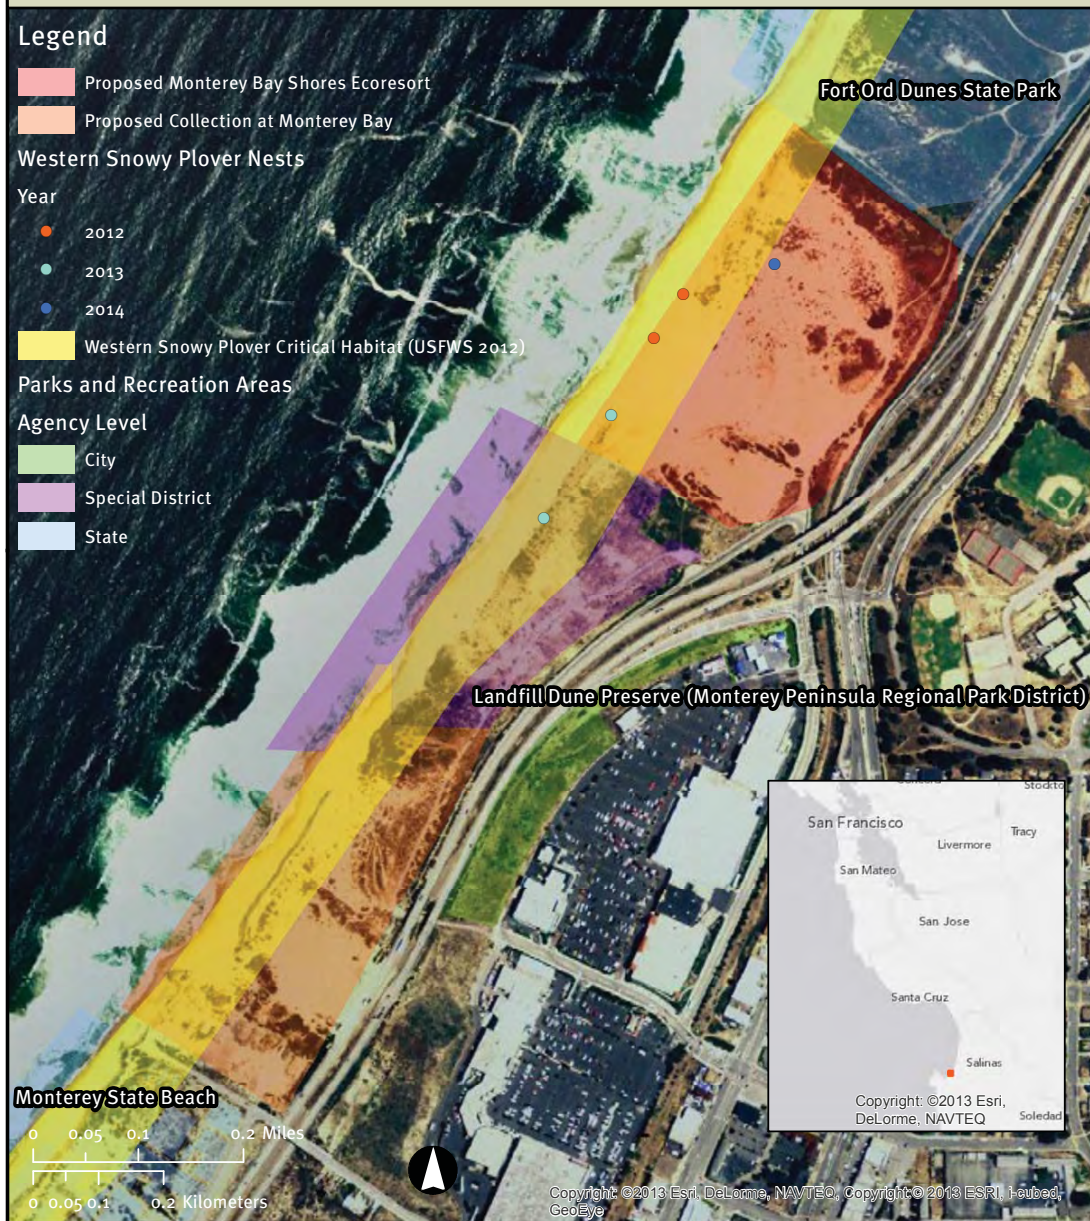 Legend
Proposed Monterey Bay Shores Ecoresort
Proposed Collection at Monterey Bay
Western Snowy Plover Nests
Year
2012
2013
2014
Western Snowy Plover Critical Habitat (USFWS 2012)
Parks and Recreation Areas
Agency Level
City
Special District
State
Fort Ord Dunes State Park
Landfill Dune Preserve (Monterey Peninsula Regional Park District)
Monterey State Beach
0 0.05 0.1 0.2 Miles
0 0.05 0.1 0.2 Kilometers
Stockto
San Francisco
Tracy
Livermore
San Mateo
San Jose
Santa Cruz
Salinas
Soledad
Copyright: ©2013 Esri,
DeLorme, NAVTEQ
Copyright: ©2013 Esri, DeLorme, NAVTEQ, Copyright:© 2013 ESRI, i-cubed,
GeoEye